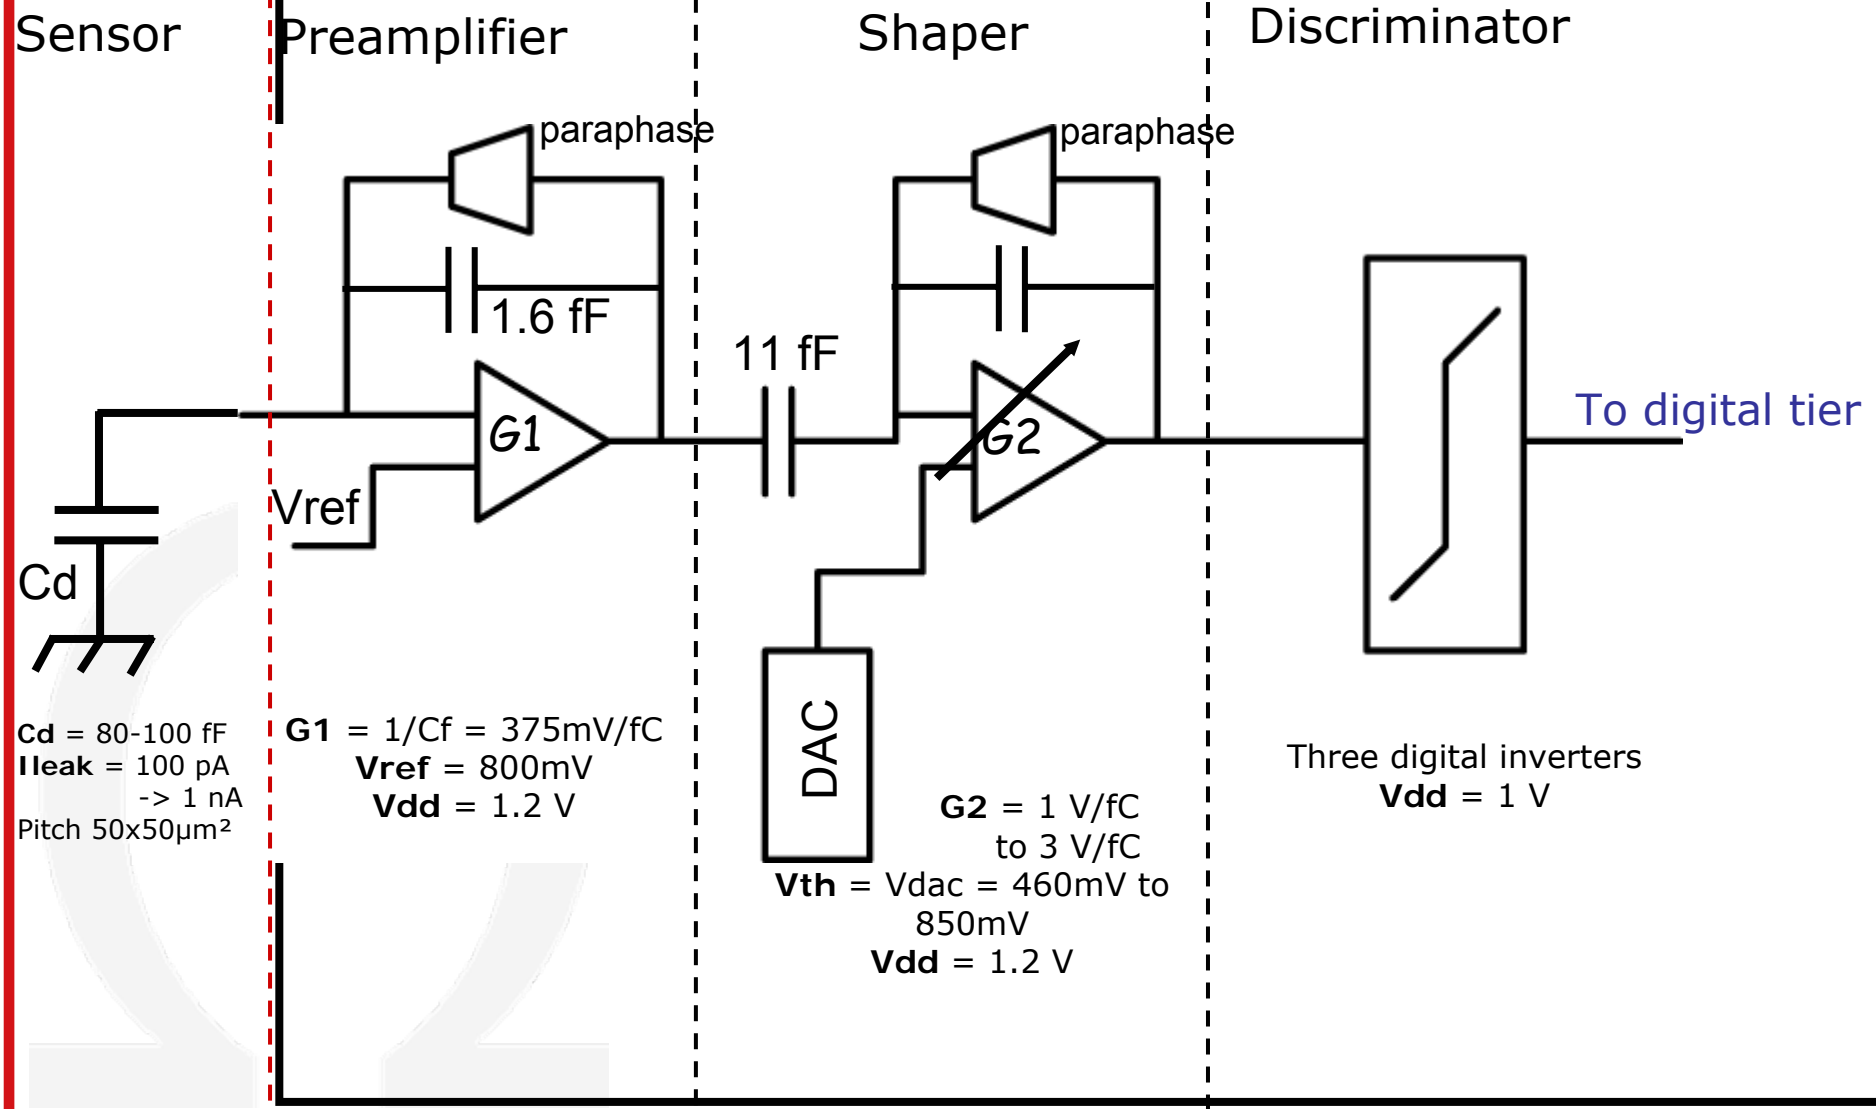 Sensor
Preamplifier
Shaper
Discriminator
paraphase
paraphase
1.6 fF
11 fF
G1
G2
To digital tier
Vref
Cd
DAC
Cd = 80-100 fF
Ileak = 100 pA
-> 1 nA
Pitch 50x50µm²
G1 = 1/Cf = 375mV/fC
Vref = 800mV
Vdd = 1.2 V
G2 = 1 V/fC
to 3 V/fC
Vth = Vdac = 460mV to
850mV
Vdd = 1.2 V
Three digital inverters
Vdd = 1 V